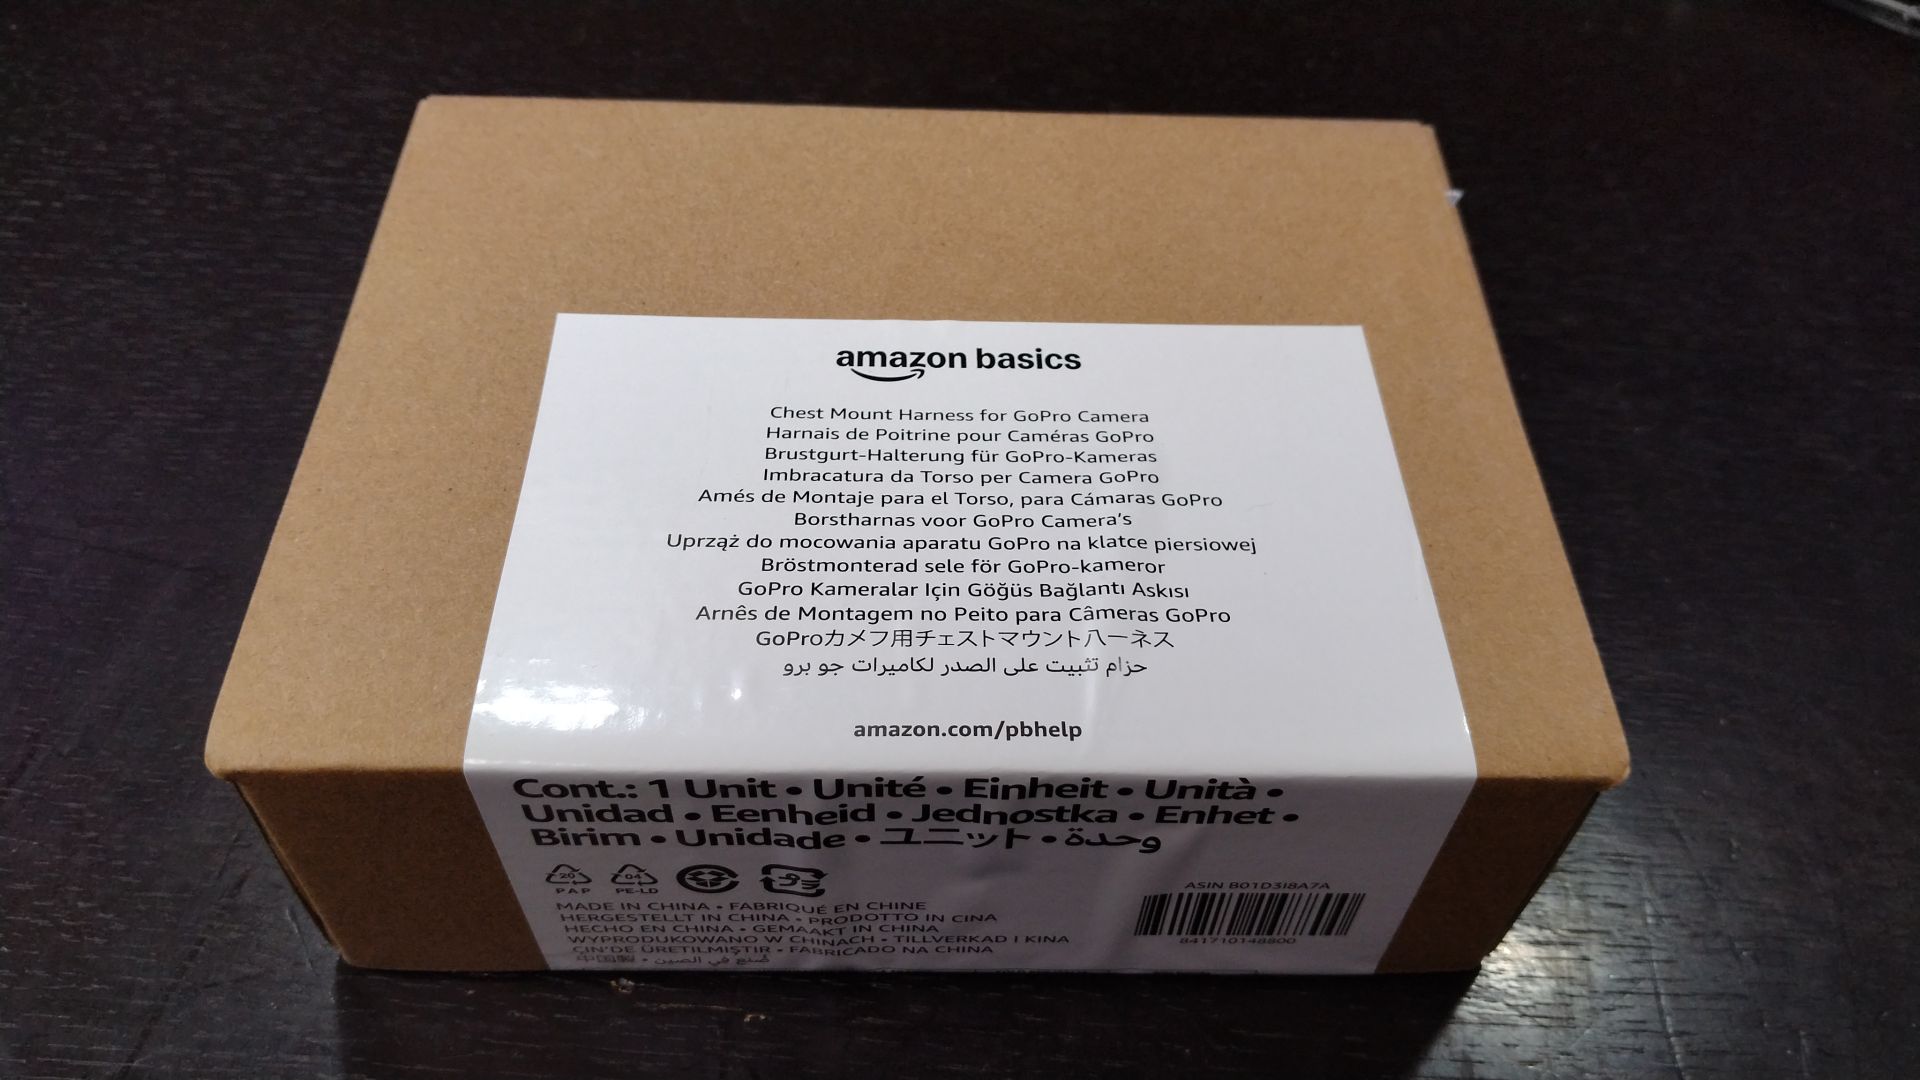 amazon basics
Chest Mount Harness for GoPro Camera
Harnais de Poitrine pour Caméras GoPro
Brustgurt-Halterung für GoPro-Kameras
Imbracatura da Torso per Camera GoPro
Amés de Montaje para el Torso, para Cámaras GoPro
Borstharnas voor GoPro Camera's
Uprząż do mocowania aparatu GoPro na klatce piersiowej
Bröstmonterad sele för GoPro-kameror
GoPro Kameralar Için Göğüs Bağlantı Askısı
Arnês de Montagem no Peito para Câmeras GoPro
GoProカメフ用チェストマウント八ーネス
حزام تثبيت على الصدر لكاميرات جو برو
amazon.com/pbhelp
Cont.: 1 Unit • Unité • Einheit • Unità •
Unidad • Eenheid • Jednostka • Enhet •
Birim • Unidade • ユニット • وحدة
20 04
PAP PE-LD
MADE IN CHINA • FABRIQUÉ EN CHINE
HERGESTELLT IN CHINA • PRODOTTO IN CINA
HECHO EN CHINA • GEMAAKT IN CHINA
WYPRODUKOWANO W CHINACH • TILLVERKAD I KINA
ÇIN'DE ÜRETILMIŞTIR • FABRICADO NA CHINA
中国製 • صُنع في الصين
ASIN B01D3I8A7A
841710148800